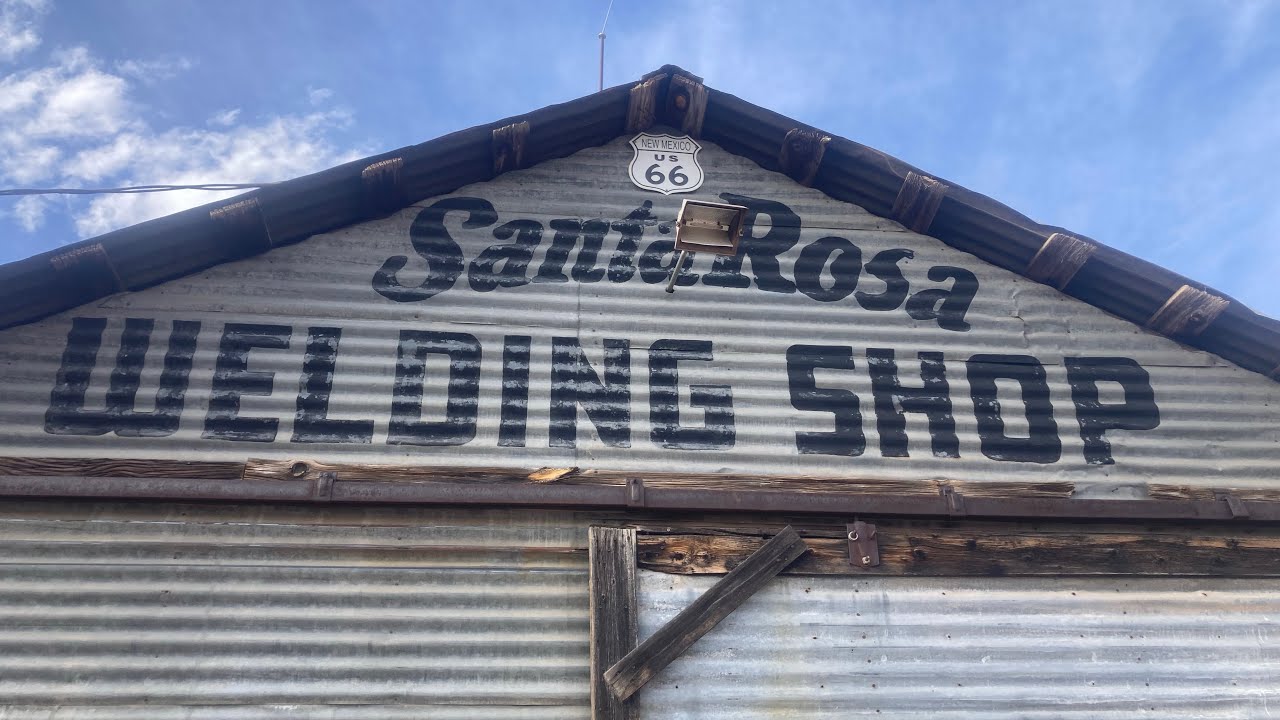 NEW MEXICO
US
66
Santa Rosa
WELDING SHOP